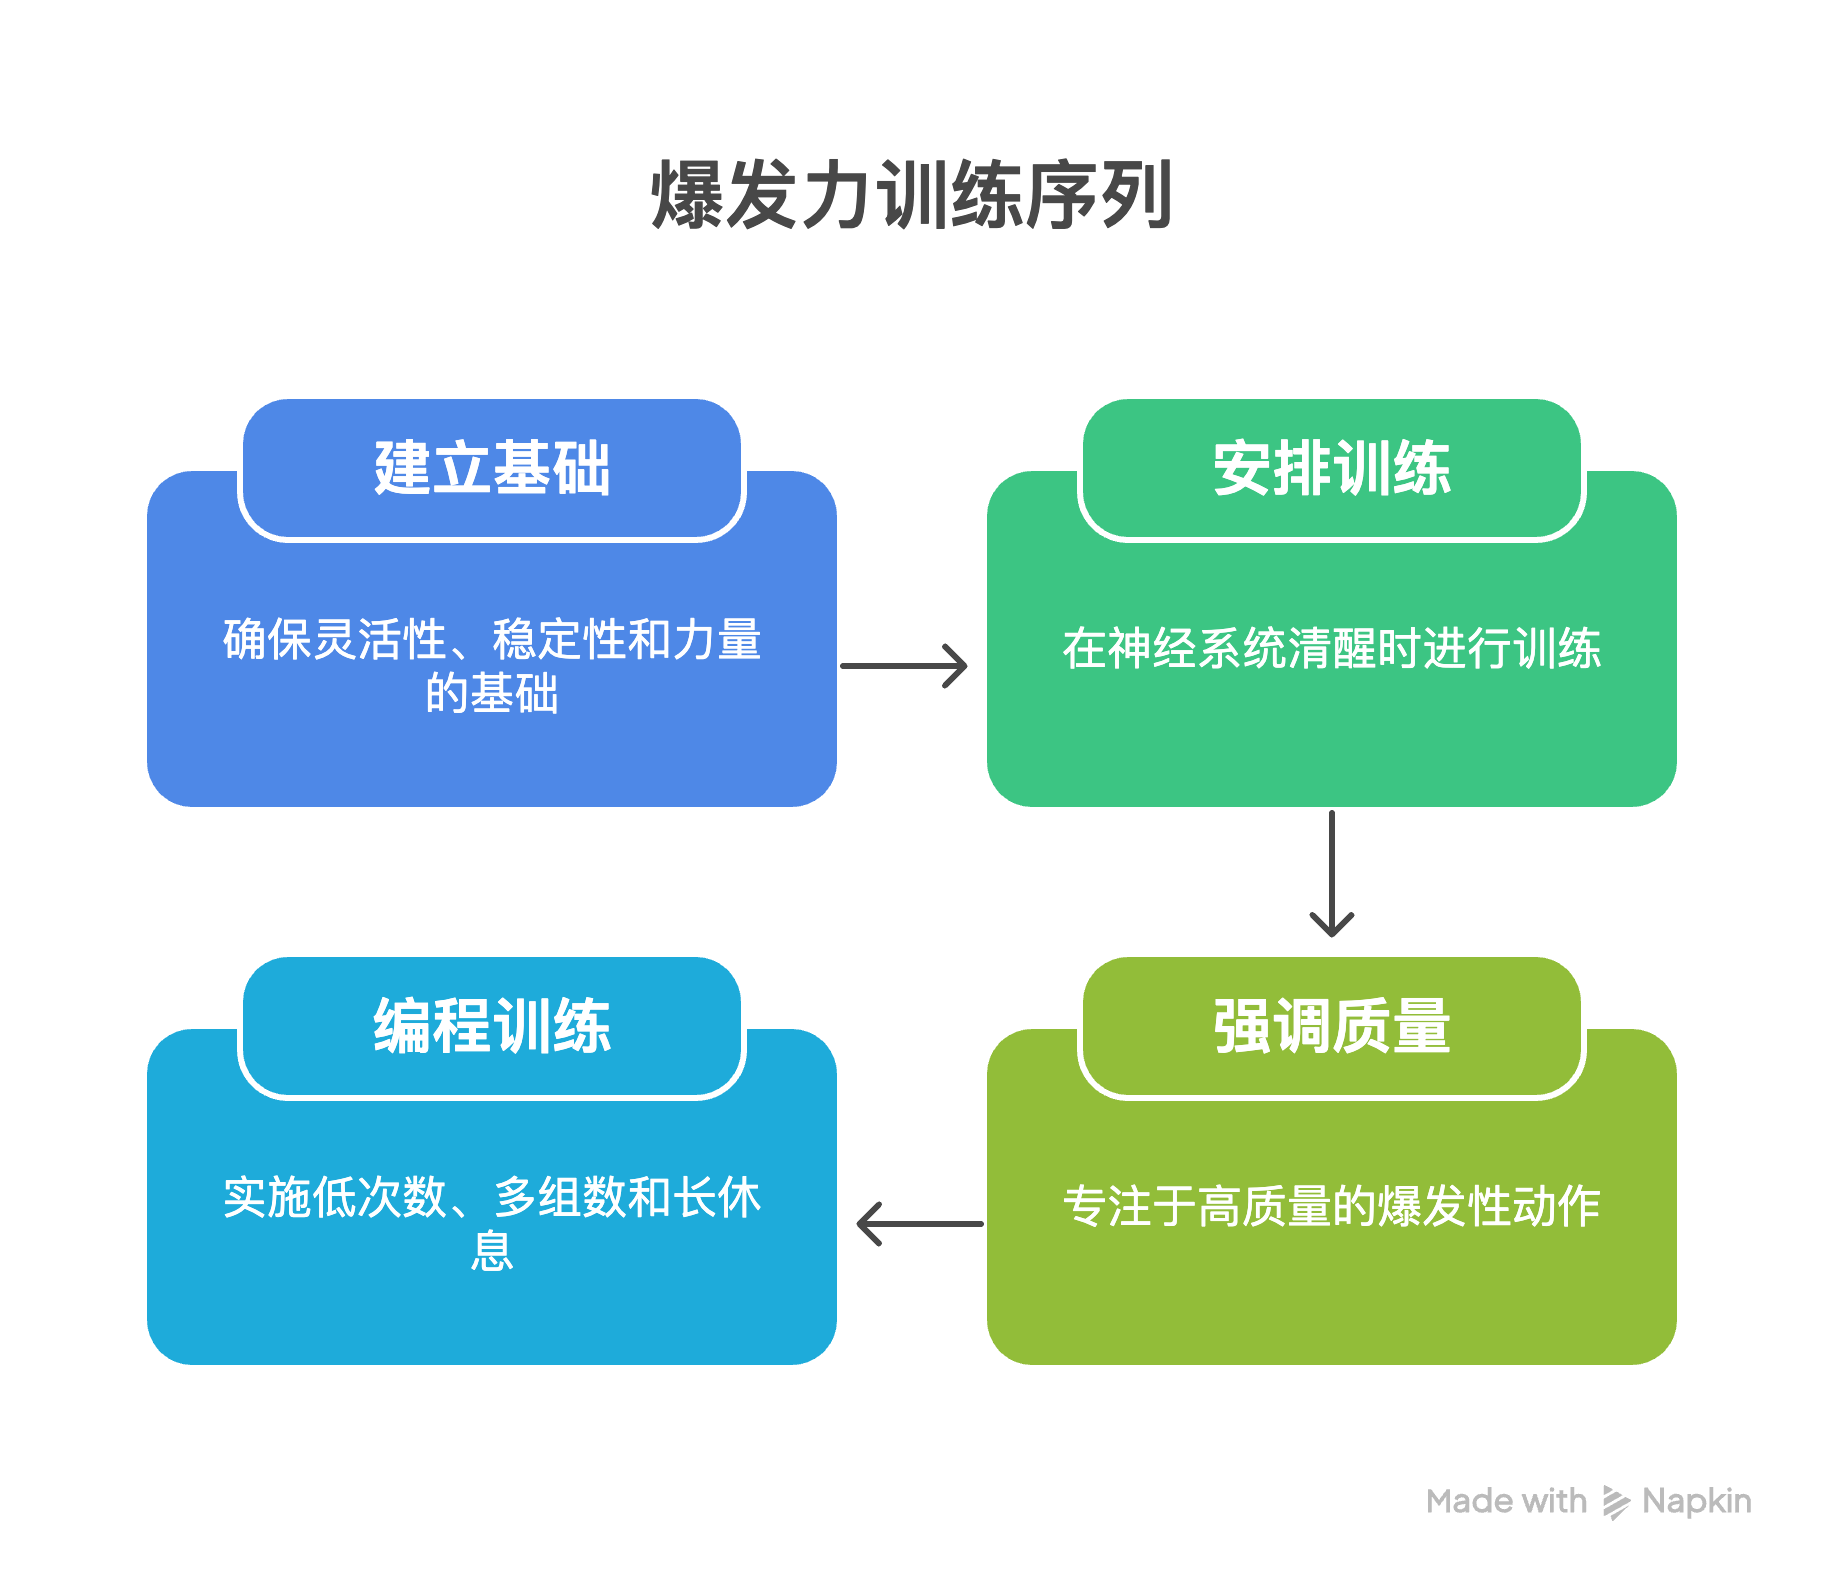 爆发力训练序列
建立基础
确保灵活性、稳定性和力量
的基础
安排训练
在神经系统清醒时进行训练
强调质量
专注于高质量的爆发性动作
编程训练
实施低次数、多组数和长休
息
Made with Napkin